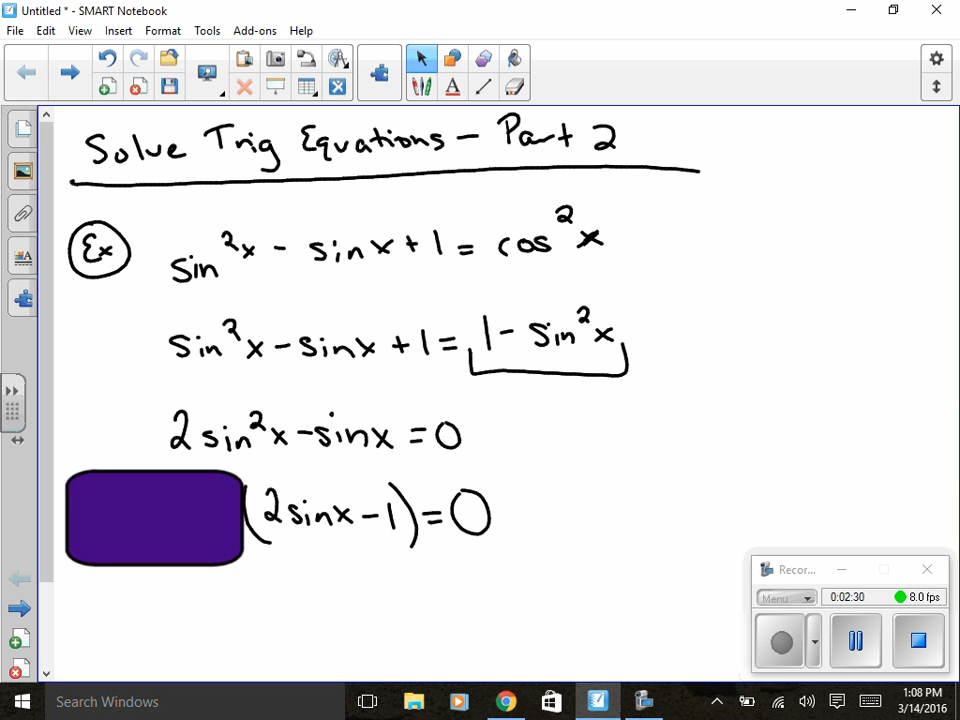 Untitled * - SMART Notebook
File Edit View Insert Format Tools Add-ons Help
Solve Trig Equations - Part 2
Ex sin²x - sinx + 1 = cos²x
sin²x - sinx + 1 = 1 - sin²x
2sin²x - sinx = 0
(2sinx - 1) = 0
Recor...
Menu 0:02:30 8.0 fps
Search Windows
1:08 PM
3/14/2016